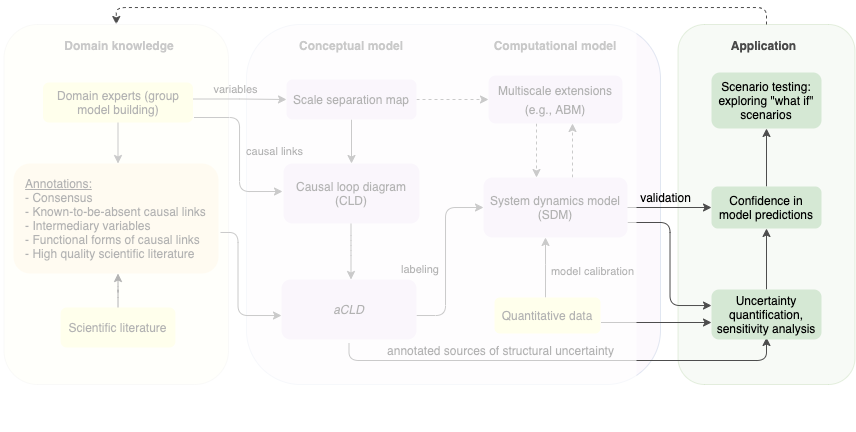 Domain knowledge
Conceptual model
Computational model
Application
Domain experts (group
model building)
variables
causal links
Scale separation map
Multiscale extensions
(e.g., ABM)
Scenario testing:
exploring "what if"
scenarios
Annotations:
- Consensus
- Known-to-be-absent causal links
- Intermediary variables
- Functional forms of causal links
- High quality scientific literature
Causal loop diagram
(CLD)
System dynamics model
(SDM)
validation
Confidence in
model predictions
labeling
model calibration
Scientific literature
aCLD
Quantitative data
Uncertainty
quantification,
sensitivity analysis
annotated sources of structural uncertainty